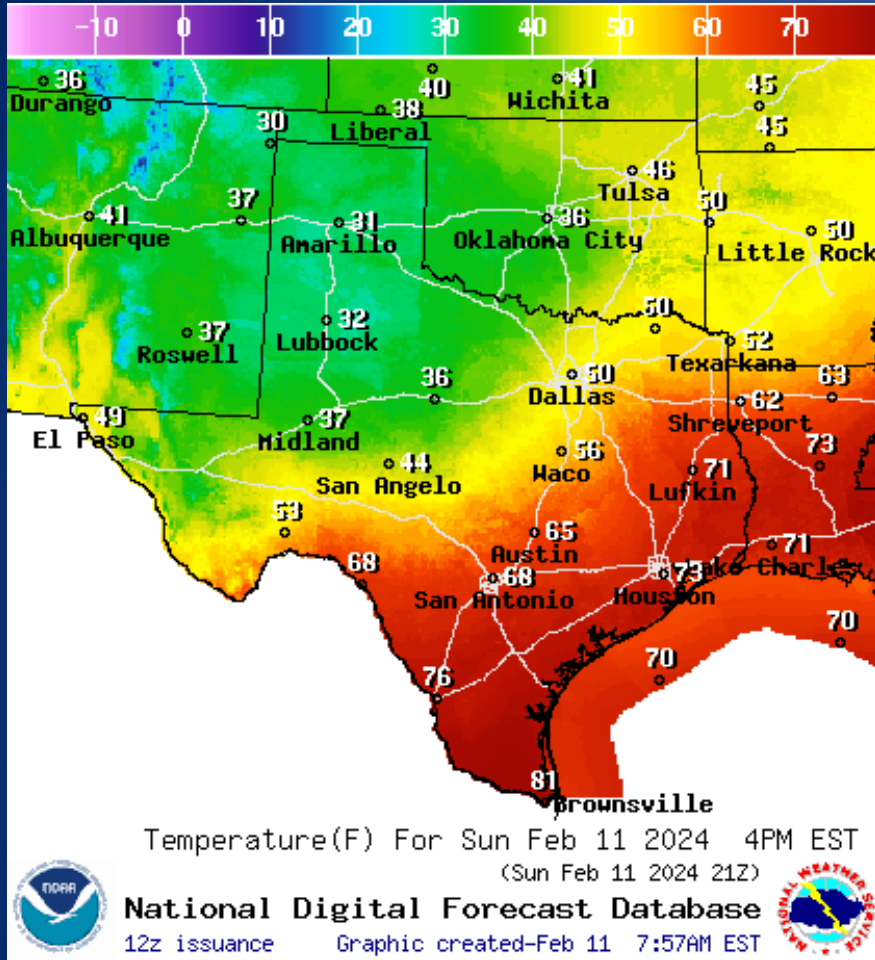 -10 0 10 20 30 40 50 60 70
36 Durango
40
41 Wichita
45
38 Liberal
30
45
46 Tulsa
41 Albuquerque
37
31 Amarillo
36 Oklahoma City
50
50 Little Rock
37 Roswell
32 Lubbock
50
52 Texarkana
50 Dallas
36
62 Shreveport
63
49 El Paso
37 Midland
44 San Angelo
56 Waco
71 Lufkin
73
53
65 Austin
71
Lake Charles
68
68 San Antonio
73 Houston
70
70
76
81
Brownsville
Temperature(F) For Sun Feb 11 2024 4PM EST
(Sun Feb 11 2024 21Z)
NOAA
National Digital Forecast Database
12z issuance Graphic created-Feb 11 7:57AM EST
NATIONAL WEATHER SERVICE